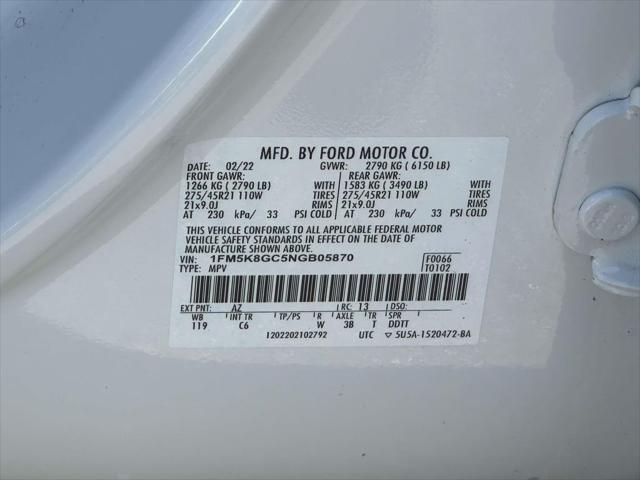 MFD. BY FORD MOTOR CO.
DATE: 02/22 GVWR: 2790 KG ( 6150 LB)
FRONT GAWR: REAR GAWR:
1266 KG ( 2790 LB) WITH 1583 KG ( 3490 LB) WITH
275/45R21 110W TIRES 275/45R21 110W TIRES
21x9.0J RIMS 21x9.0J RIMS
AT 230 kPa/ 33 PSI COLD AT 230 kPa/ 33 PSI COLD
THIS VEHICLE CONFORMS TO ALL APPLICABLE FEDERAL MOTOR
VEHICLE SAFETY STANDARDS IN EFFECT ON THE DATE OF
MANUFACTURE SHOWN ABOVE.
VIN: 1FM5K8GC5NGB05870 F0066
TYPE: MPV T0102
EXT PNT: AZ RC: 13 DSO:
WB INT TR TP/PS R AXLE TR SPR
119 C6 W 3B T DDTT
1202202102792 UTC ▽ 5U5A-1520472-BA